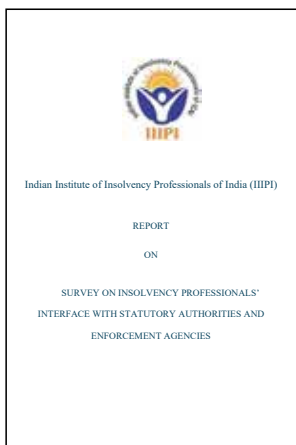 Indian Institute of Insolvency Professionals of India (IIIPI)
REPORT
ON
SURVEY ON INSOLVENCY PROFESSIONALS’
INTERFACE WITH STATUTORY AUTHORITIES AND
ENFORCEMENT AGENCIES